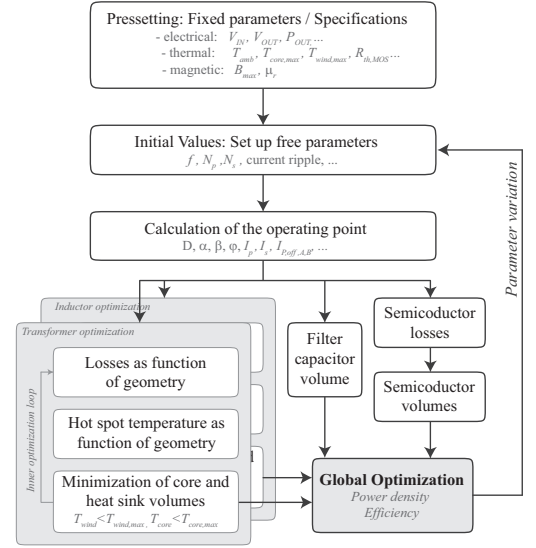 Pressetting: Fixed parameters / Specifications
- electrical: V_IN, V_OUT, P_OUT,...
- thermal: T_amb, T_core,max, T_wind,max, R_th,MOS...
- magnetic: B_max, μ_r
Initial Values: Set up free parameters
f, N_p, N_s, current ripple, ...
Calculation of the operating point
D, α, β, φ, I_p, I_s, I_P,off,A,B, ...
Parameter variation
Inductor optimization
Transformer optimization
Losses as function
of geometry
Hot spot temperature as
function of geometry
Minimization of core and
heat sink volumes
T_wind<T_wind,max, T_core<T_core,max
Inner optimization loop
d
Filter
capacitor
volume
Semicoductor
losses
Semicoductor
volumes
Global Optimization
Power density
Efficiency